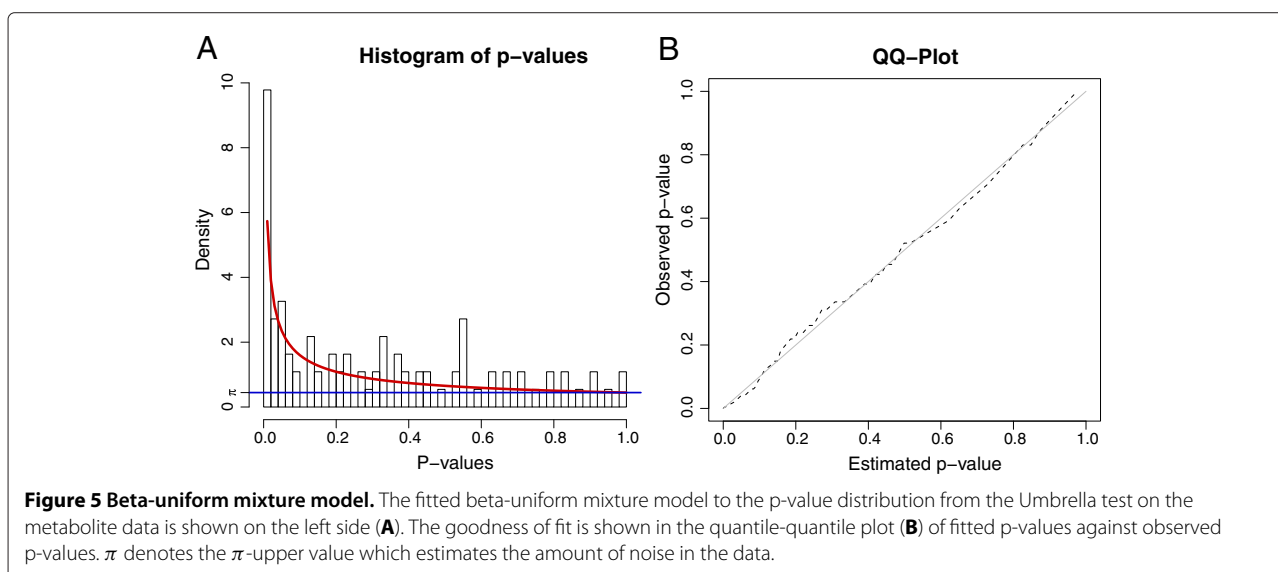 A
Histogram of p−values
10
8
6
4
2
π
0
Density
0.0 0.2 0.4 0.6 0.8 1.0
P−values
B
QQ−Plot
1.0
0.8
0.6
0.4
0.2
0.0
Observed p−value
0.0 0.2 0.4 0.6 0.8 1.0
Estimated p−value
Figure 5 Beta-uniform mixture model. The fitted beta-uniform mixture model to the p-value distribution from the Umbrella test on the
metabolite data is shown on the left side (A). The goodness of fit is shown in the quantile-quantile plot (B) of fitted p-values against observed
p-values. π denotes the π-upper value which estimates the amount of noise in the data.